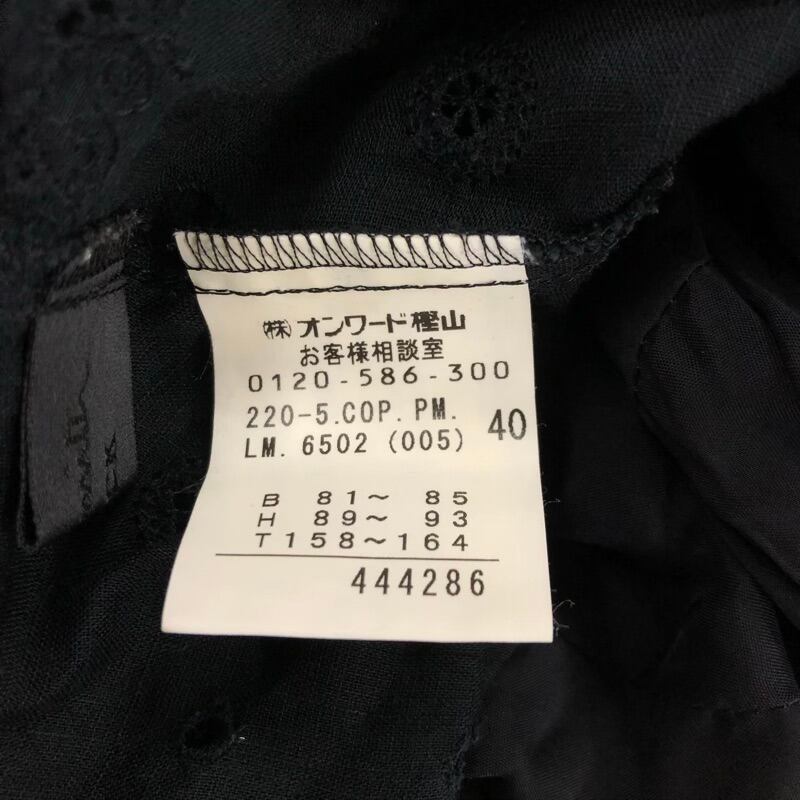 ㈱オンワード樫山
お客様相談室
0120-586-300
220-5.COP.PM.
LM. 6502 (005) 40
B 81〜 85
H 89〜 93
T 158〜164
444286